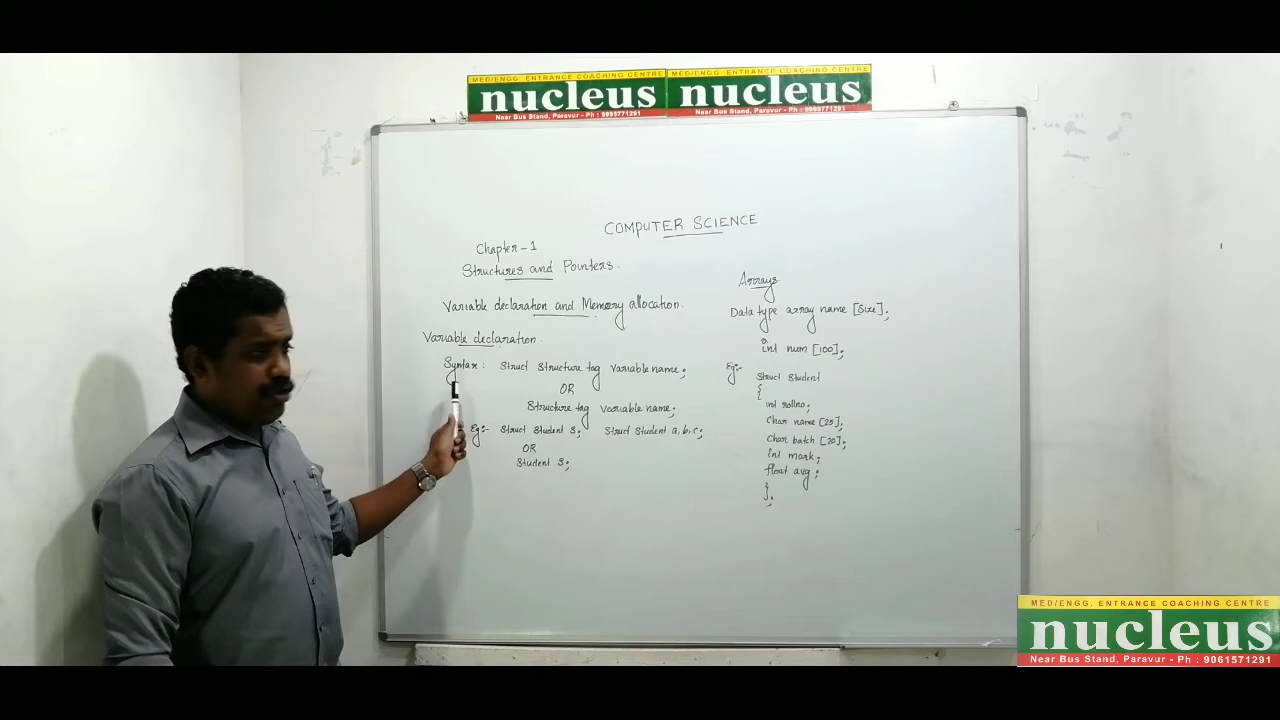 MED/ENGG. ENTRANCE COACHING CENTRE
nucleus
Near Bus Stand, Paravur - Ph : 9995771291
MED/ENGG. ENTRANCE COACHING CENTRE
nucleus
Near Bus Stand, Paravur - Ph : 9995771291
COMPUTER SCIENCE
Chapter - 1
Structures and Pointers.
Variable declaration and Memory allocation.
Variable declaration.
Syntax : Struct Structure tag Variable name;
OR
Structure tag Variable name;
Eg:- Struct Student S; Struct Student a, b, c;
OR
Student S;
Arrays
Data type array name [Size];
int num [100];
Eg:- Struct Student
{
int rollno;
Char name [25];
Char batch [20];
int mark;
float avg;
};
MED/ENGG. ENTRANCE COACHING CENTRE
nucleus
Near Bus Stand, Paravur - Ph : 9061571291